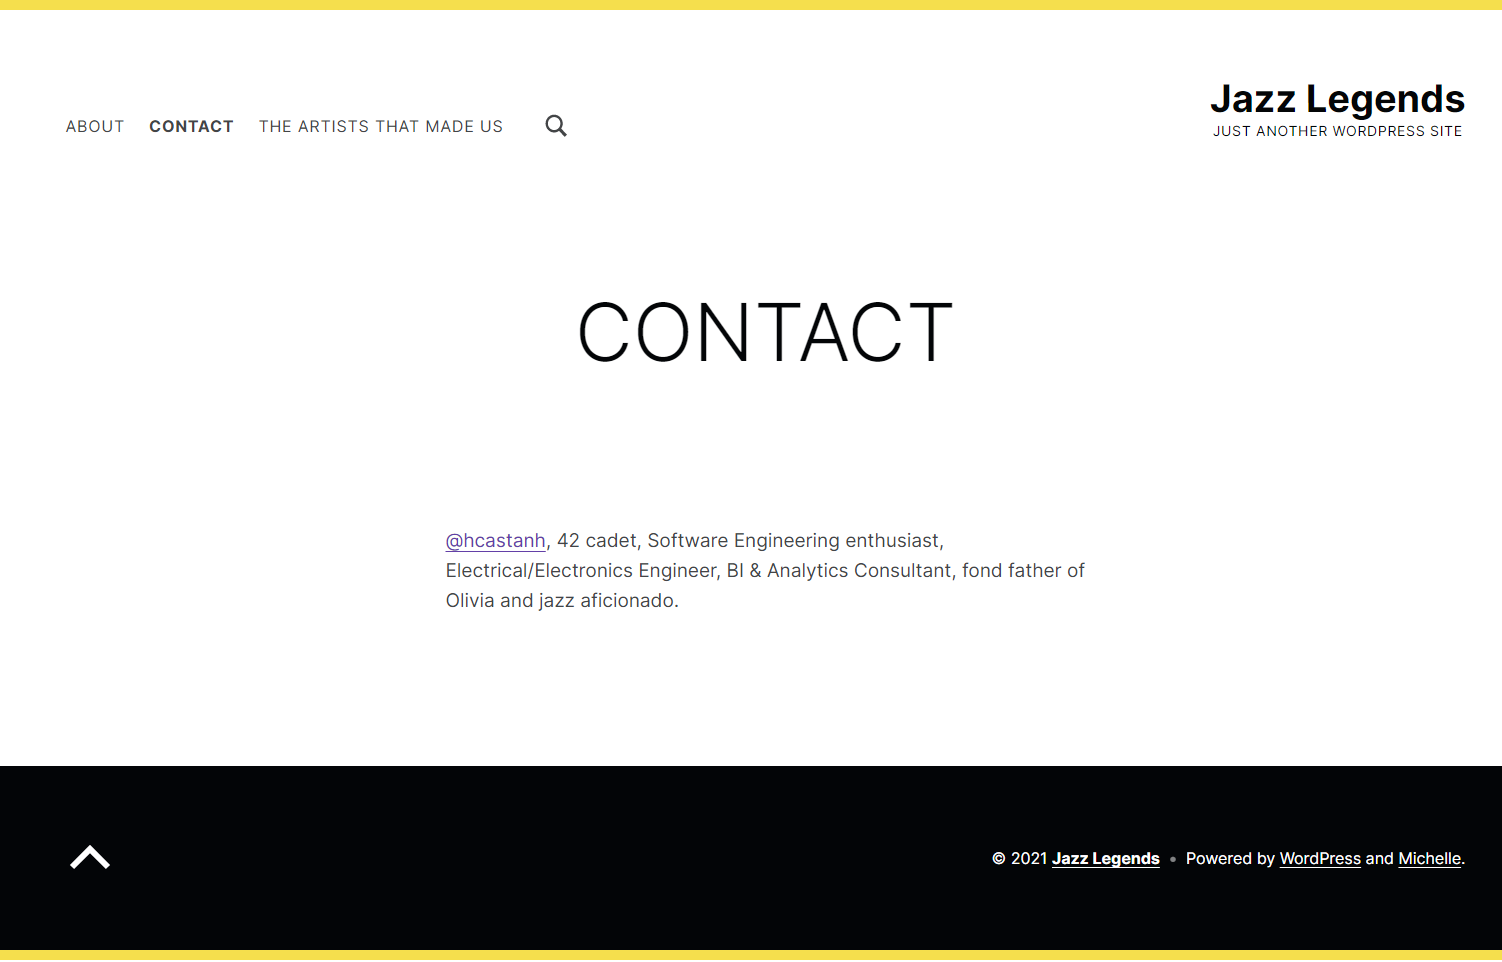 ABOUT CONTACT THE ARTISTS THAT MADE US
Jazz Legends
JUST ANOTHER WORDPRESS SITE
CONTACT
@hcastanh, 42 cadet, Software Engineering enthusiast,
Electrical/Electronics Engineer, BI & Analytics Consultant, fond father of
Olivia and jazz aficionado.
© 2021 Jazz Legends • Powered by WordPress and Michelle.